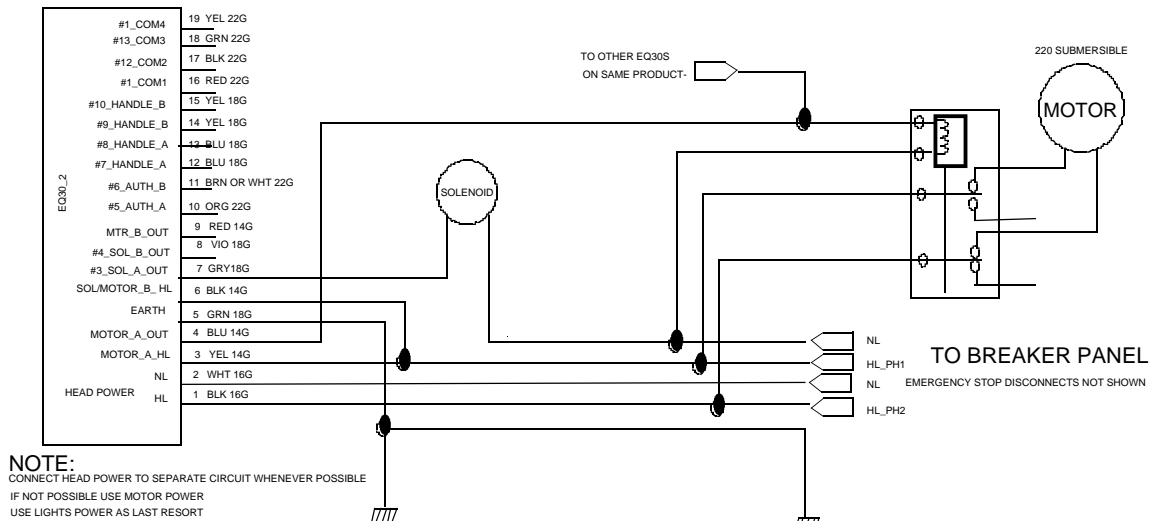 #1_COM4 19 YEL 22G
#13_COM3 18 GRN 22G
#12_COM2 17 BLK 22G
#1_COM1 16 RED 22G
#10_HANDLE_B 15 YEL 18G
#9_HANDLE_B 14 YEL 18G
#8_HANDLE_A 13 BLU 18G
#7_HANDLE_A 12 BLU 18G
#6_AUTH_B 11 BRN OR WHT 22G
#5_AUTH_A 10 ORG 22G
MTR_B_OUT 9 RED 14G
#4_SOL_B_OUT 8 VIO 18G
#3_SOL_A_OUT 7 GRY18G
SOL/MOTOR_B_ HL 6 BLK 14G
EARTH 5 GRN 18G
MOTOR_A_OUT 4 BLU 14G
MOTOR_A_HL 3 YEL 14G
NL 2 WHT 16G
HEAD POWER
HL 1 BLK 16G
EQ30_2
SOLENOID
TO OTHER EQ30S
ON SAME PRODUCT-
220 SUBMERSIBLE
MOTOR
NL
HL_PH1
NL
HL_PH2
TO BREAKER PANEL
EMERGENCY STOP DISCONNECTS NOT SHOWN
NOTE:
CONNECT HEAD POWER TO SEPARATE CIRCUIT WHENEVER POSSIBLE
IF NOT POSSIBLE USE MOTOR POWER
USE LIGHTS POWER AS LAST RESORT